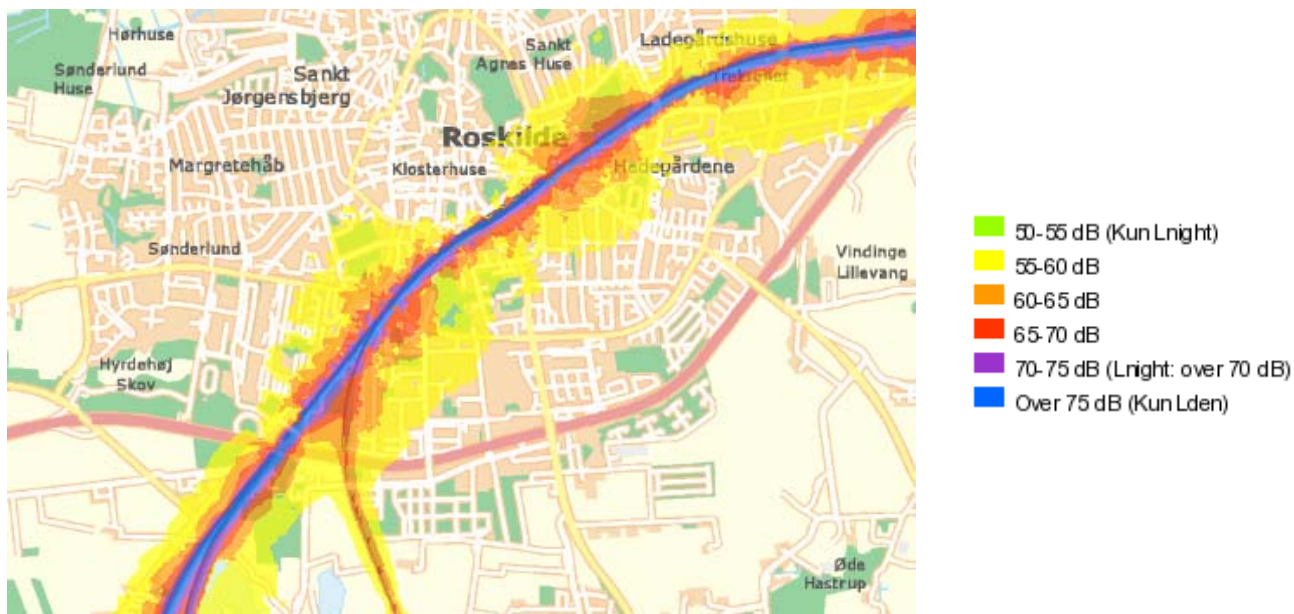 Hørhuse
Sønderlund
Huse
Sankt
Jørgensbjerg
Sankt
Agnes Huse
Ladegårdshuse
Roskilde
Margretehåb
Klosterhuse
Hedegårdene
Sønderlund
Vindinge
Lillevang
Hyrdehøj
Skov
Øde
Hastrup
50-55 dB (Kun Lnight)
55-60 dB
60-65 dB
65-70 dB
70-75 dB (Lnight: over 70 dB)
Over 75 dB (Kun Lden)